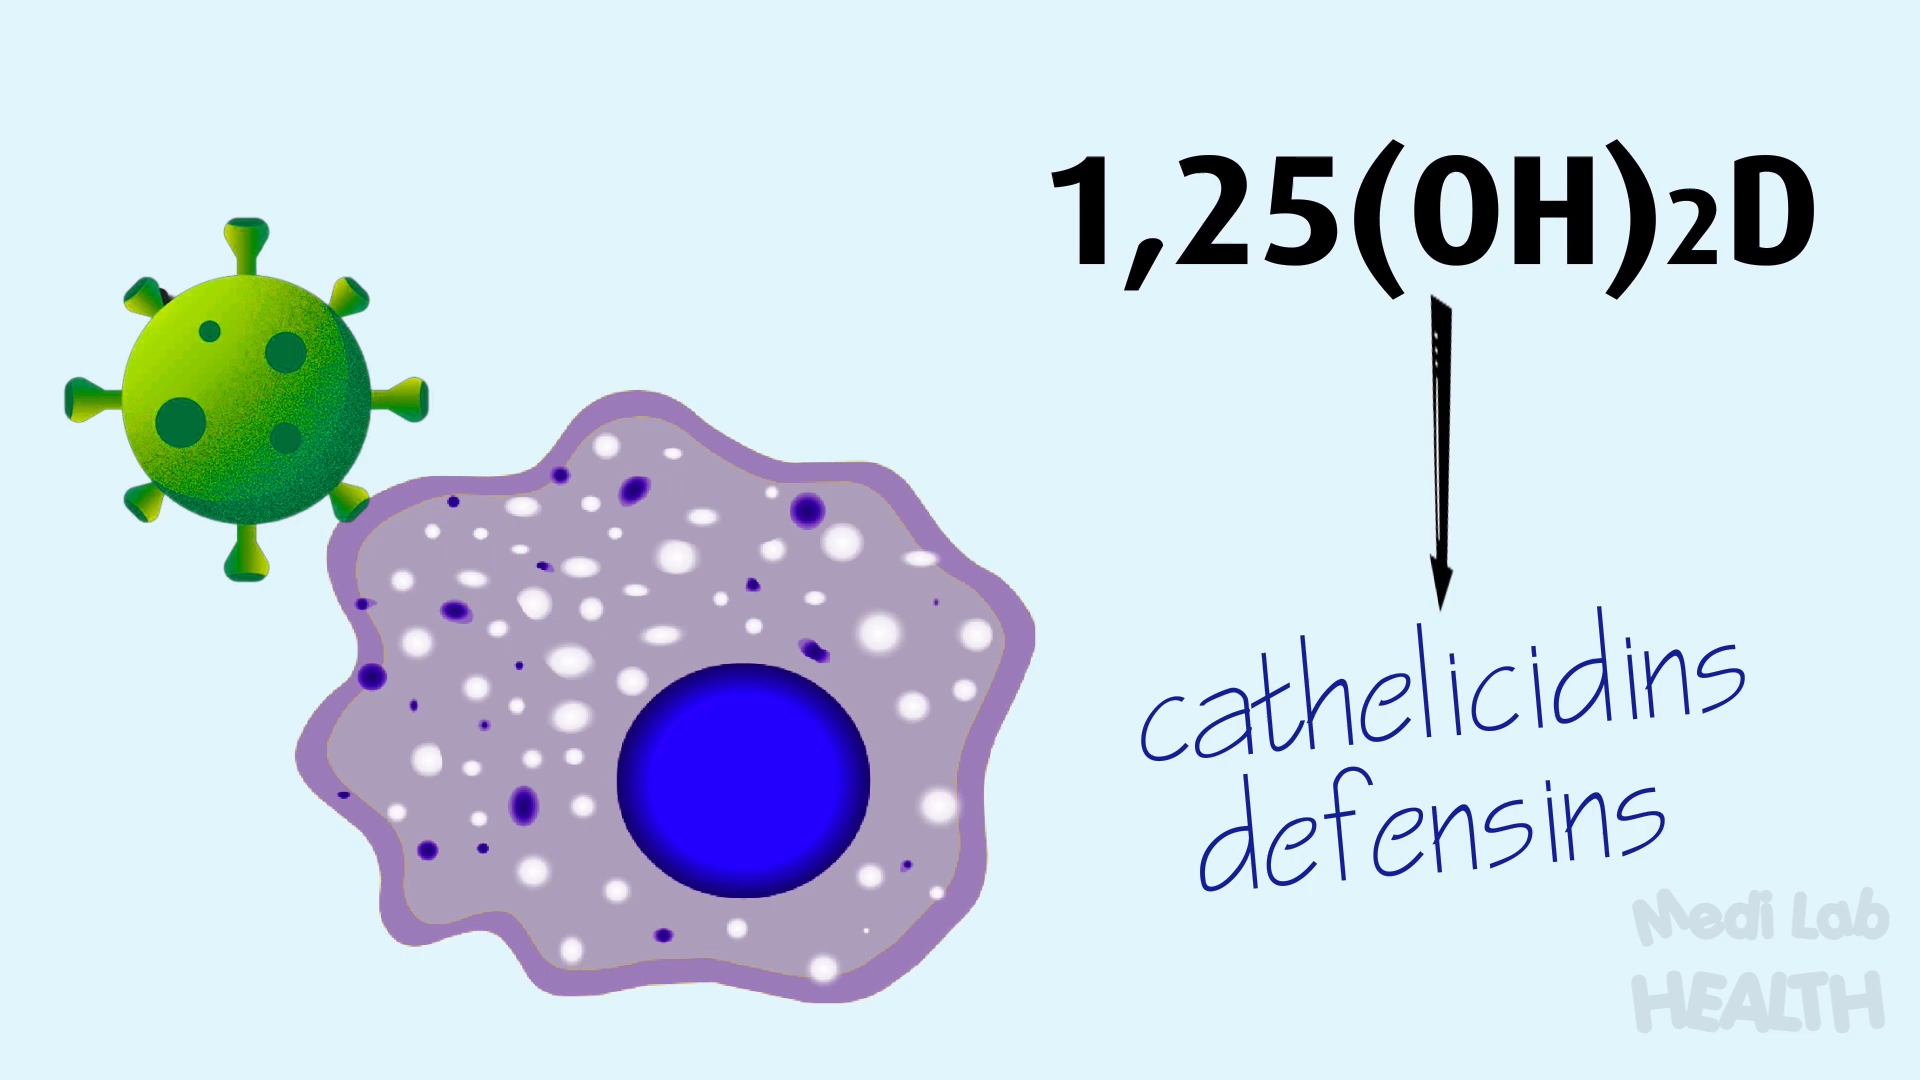 1,25(OH)2D
cathelicidins
defensins
Medi Lab
HEALTH